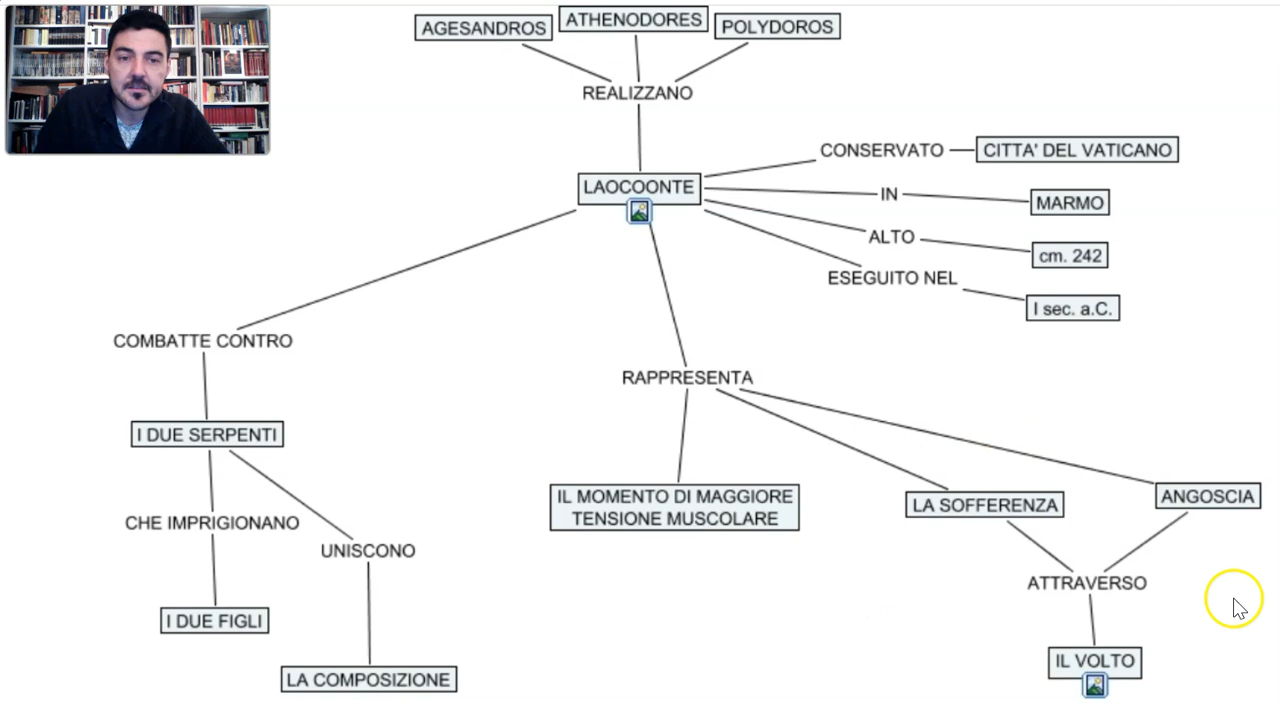 AGESANDROS
ATHENODORES
POLYDOROS
REALIZZANO
LAOCOONTE
CONSERVATO
CITTA' DEL VATICANO
IN
MARMO
ALTO
cm. 242
ESEGUITO NEL
I sec. a.C.
COMBATTE CONTRO
I DUE SERPENTI
CHE IMPRIGIONANO
I DUE FIGLI
UNISCONO
LA COMPOSIZIONE
RAPPRESENTA
IL MOMENTO DI MAGGIORE
TENSIONE MUSCOLARE
LA SOFFERENZA
ANGOSCIA
ATTRAVERSO
IL VOLTO